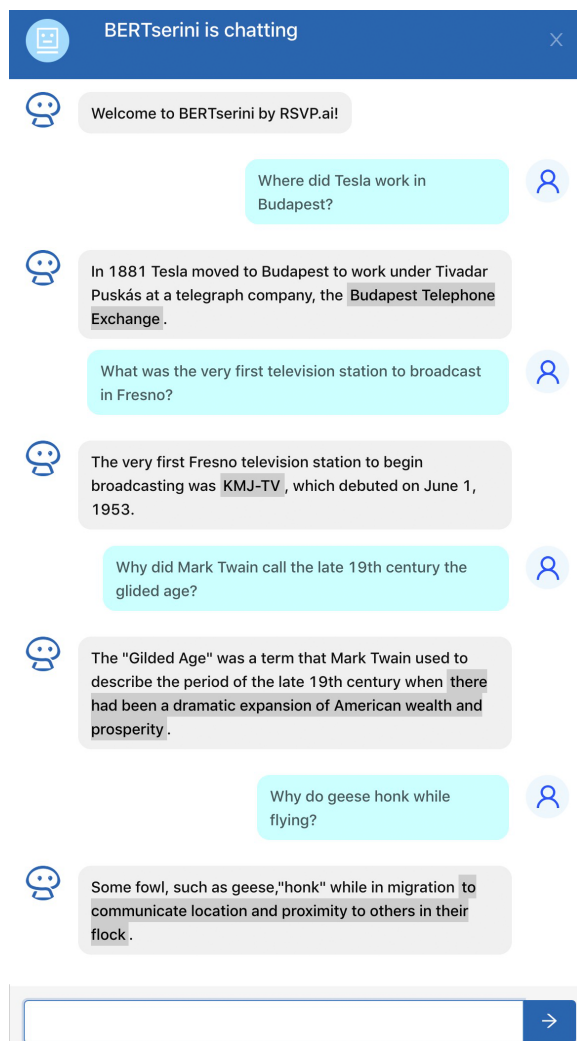 BERTserini is chatting
X
Welcome to BERTserini by RSVP.ai!
Where did Tesla work in
Budapest?
In 1881 Tesla moved to Budapest to work under Tivadar
Puskás at a telegraph company, the Budapest Telephone
Exchange .
What was the very first television station to broadcast
in Fresno?
The very first Fresno television station to begin
broadcasting was KMJ-TV , which debuted on June 1,
1953.
Why did Mark Twain call the late 19th century the
glided age?
The "Gilded Age" was a term that Mark Twain used to
describe the period of the late 19th century when there
had been a dramatic expansion of American wealth and
prosperity .
Why do geese honk while
flying?
Some fowl, such as geese,"honk" while in migration to
communicate location and proximity to others in their
flock .